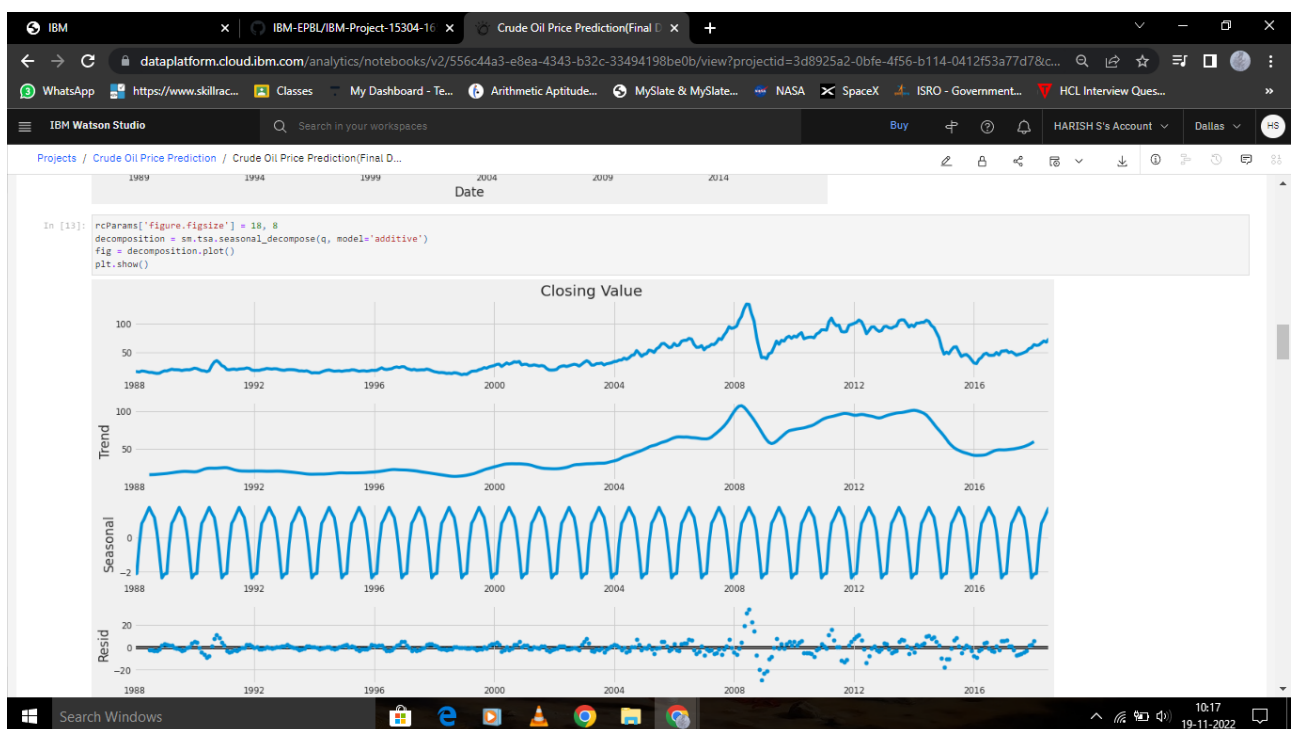 IBM
IBM-EPBL/IBM-Project-15304-16
Crude Oil Price Prediction(Final D
dataplatform.cloud.ibm.com/analytics/notebooks/v2/556c44a3-e8ea-4343-b32c-33494198be0b/view?projectid=3d8925a2-0bfe-4f56-b114-0412f53a77d7&c...
WhatsApp https://www.skillrac... Classes My Dashboard - Te... Arithmetic Aptitude... MySlate & MySlate... NASA SpaceX ISRO - Government... HCL Interview Ques... »
IBM Watson Studio Search in your workspaces Buy HARISH S's Account Dallas HS
Projects / Crude Oil Price Prediction / Crude Oil Price Prediction(Final D...
1989 1994 1999 2004 2009 2014
Date
In [13]: rcParams['figure.figsize'] = 18, 8
decomposition = sm.tsa.seasonal_decompose(q, model='additive')
fig = decomposition.plot()
plt.show()
Closing Value
100
50
1988 1992 1996 2000 2004 2008 2012 2016
Trend
100
50
1988 1992 1996 2000 2004 2008 2012 2016
Seasonal
0
−2
1988 1992 1996 2000 2004 2008 2012 2016
Resid
20
0
−20
1988 1992 1996 2000 2004 2008 2012 2016
Search Windows
10:17
19-11-2022